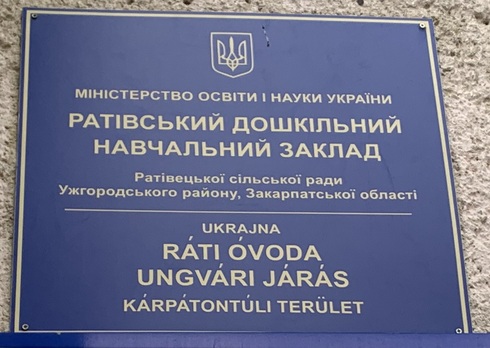 МІНІСТЕРСТВО ОСВІТИ І НАУКИ УКРАЇНИ
РАТІВСЬКИЙ ДОШКІЛЬНИЙ
НАВЧАЛЬНИЙ ЗАКЛАД
Ратівецької сільської ради
Ужгородського району, Закарпатської області
UKRAJNA
RÁTI ÓVODA
UNGVÁRI JÁRÁS
KÁRPÁTONTÚLI TERÜLET